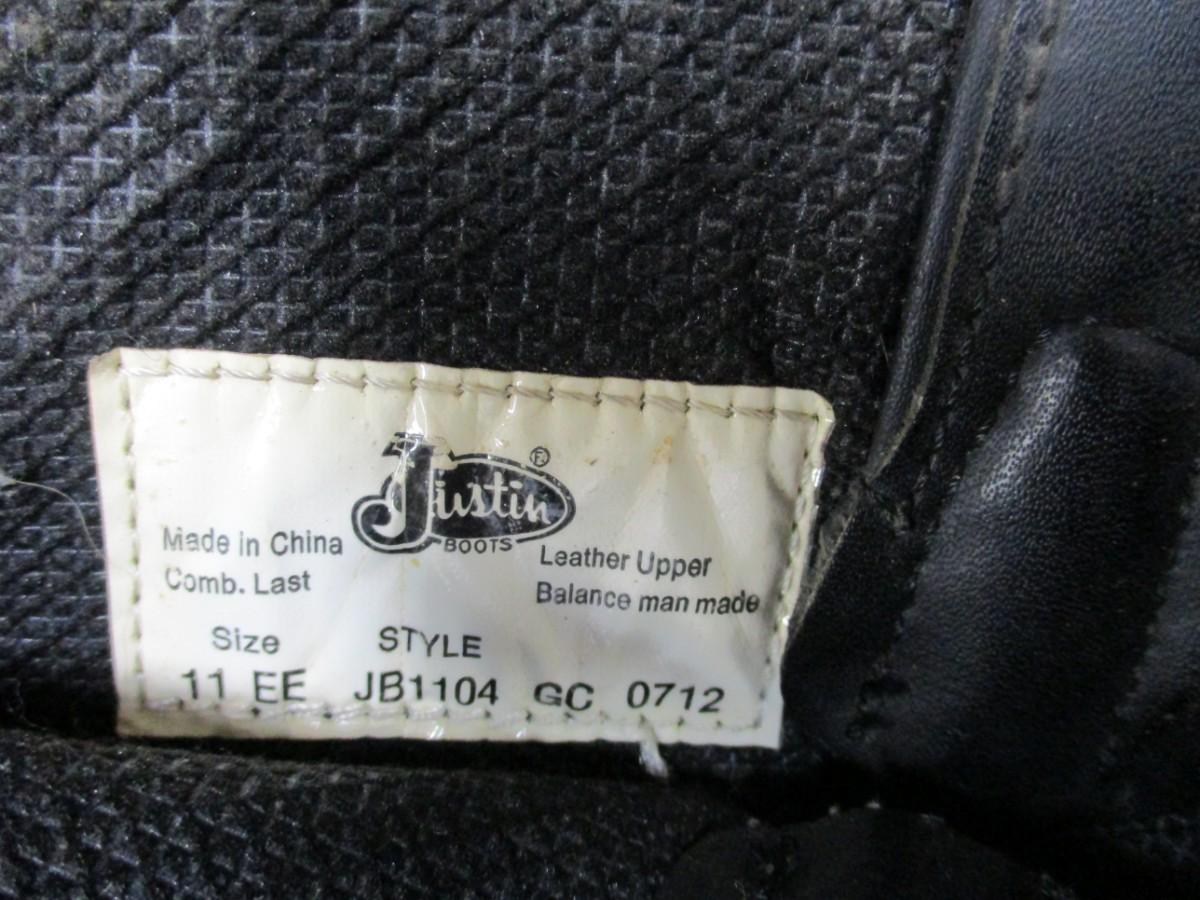 Justin ®
BOOTS
Made in China
Comb. Last
Leather Upper
Balance man made
Size STYLE
11 EE JB1104 GC 0712